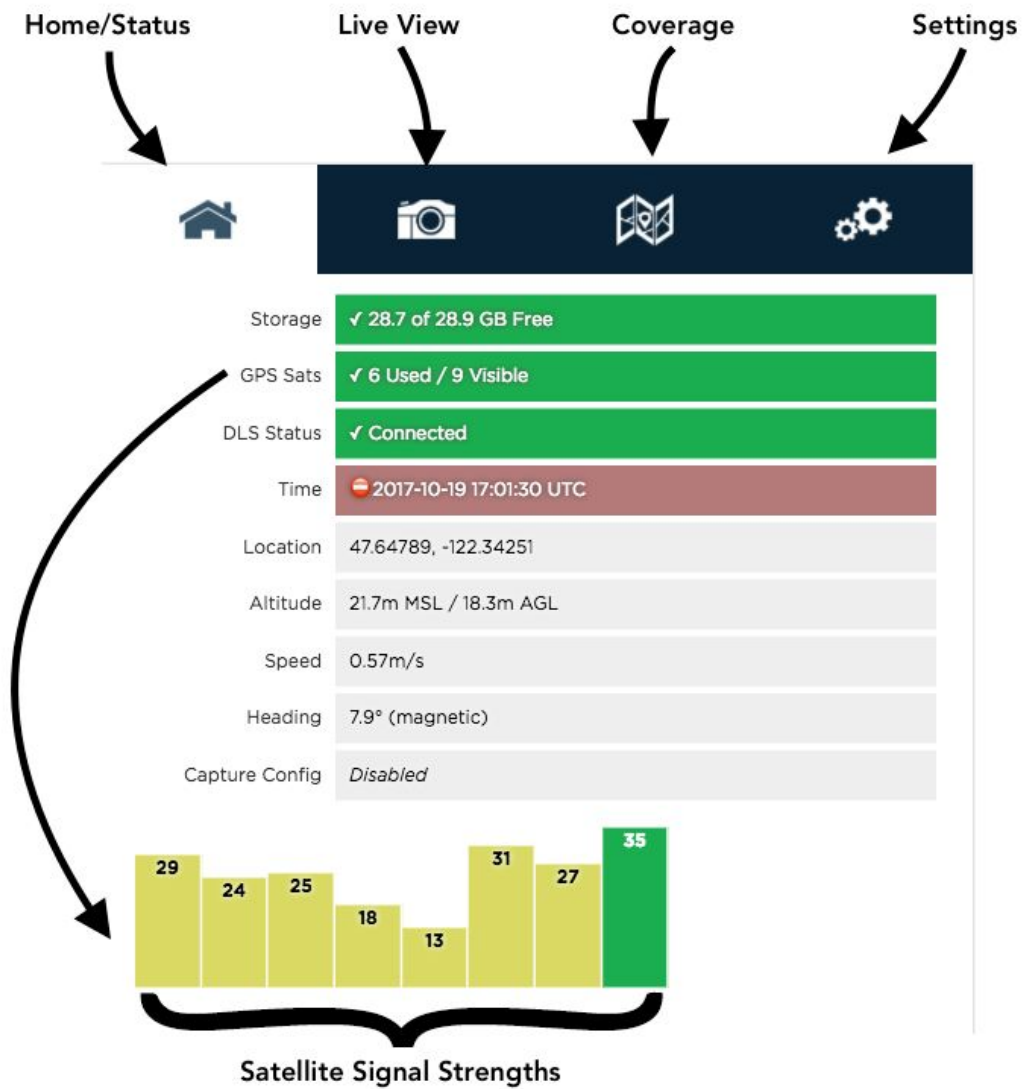 Home/Status Live View Coverage Settings
Storage ✓ 28.7 of 28.9 GB Free
GPS Sats ✓ 6 Used / 9 Visible
DLS Status ✓ Connected
Time 2017-10-19 17:01:30 UTC
Location 47.64789, -122.34251
Altitude 21.7m MSL / 18.3m AGL
Speed 0.57m/s
Heading 7.9° (magnetic)
Capture Config Disabled
29 24 25 18 13 31 27 35
Satellite Signal Strengths